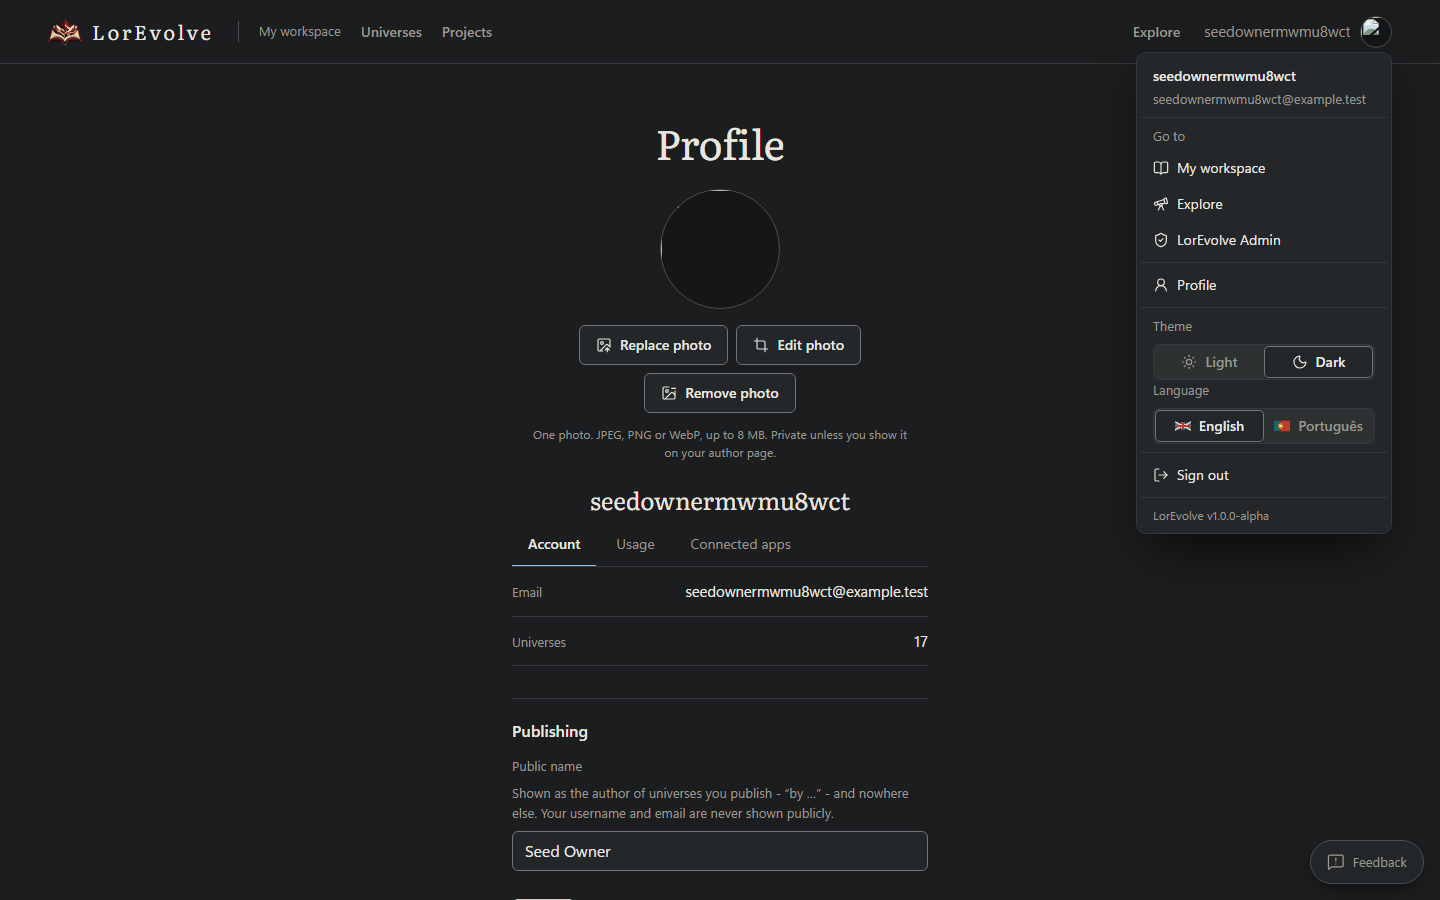 LorEvolve
My workspace
Universes
Projects
Explore
seedownermwmu8wct
seedownermwmu8wct
seedownermwmu8wct@example.test
Go to
My workspace
Explore
LorEvolve Admin
Profile
Theme
Light
Dark
Language
English
Português
Sign out
LorEvolve v1.0.0-alpha
Profile
Replace photo
Edit photo
Remove photo
One photo. JPEG, PNG or WebP, up to 8 MB. Private unless you show it
on your author page.
seedownermwmu8wct
Account
Usage
Connected apps
Email
seedownermwmu8wct@example.test
Universes
17
Publishing
Public name
Shown as the author of universes you publish - “by ...” - and nowhere
else. Your username and email are never shown publicly.
Seed Owner
Feedback